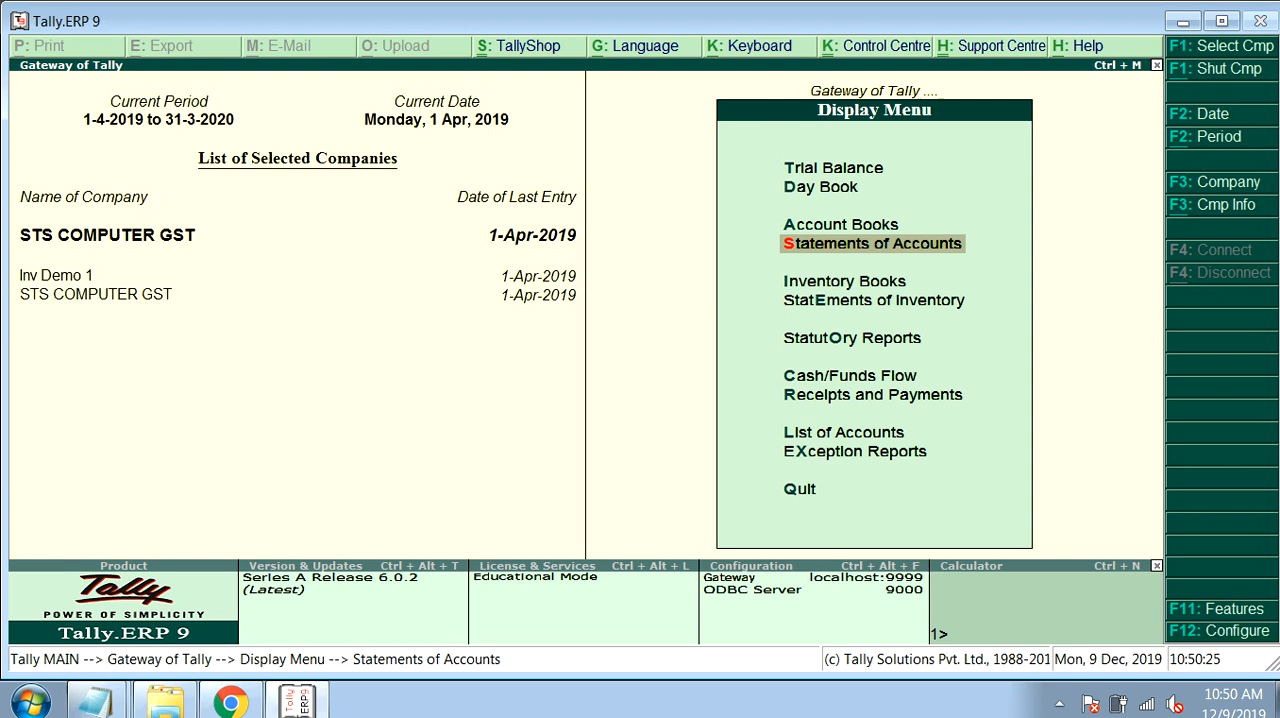 Tally.ERP 9
P: Print E: Export M: E-Mail O: Upload S: TallyShop G: Language K: Keyboard K: Control Centre H: Support Centre H: Help
Gateway of Tally Ctrl + M
Current Period Current Date
1-4-2019 to 31-3-2020 Monday, 1 Apr, 2019
List of Selected Companies
Name of Company Date of Last Entry
STS COMPUTER GST 1-Apr-2019
Inv Demo 1 1-Apr-2019
STS COMPUTER GST 1-Apr-2019
Gateway of Tally ....
Display Menu
Trial Balance
Day Book
Account Books
Statements of Accounts
Inventory Books
StatEments of Inventory
StatutOry Reports
Cash/Funds Flow
Receipts and Payments
List of Accounts
EXception Reports
Quit
F1: Select Cmp
F1: Shut Cmp
F2: Date
F2: Period
F3: Company
F3: Cmp Info
F4: Connect
F4: Disconnect
F11: Features
F12: Configure
Product
Tally
POWER OF SIMPLICITY
Tally.ERP 9
Version & Updates Ctrl + Alt + T
Series A Release 6.0.2
(Latest)
License & Services Ctrl + Alt + L
Educational Mode
Configuration Ctrl + Alt + F
Gateway localhost:9999
ODBC Server 9000
Calculator Ctrl + N
1>
Tally MAIN --> Gateway of Tally --> Display Menu --> Statements of Accounts (c) Tally Solutions Pvt. Ltd., 1988-201 Mon, 9 Dec, 2019 10:50:25
Tally
ERP9
10:50 AM
12/9/2019